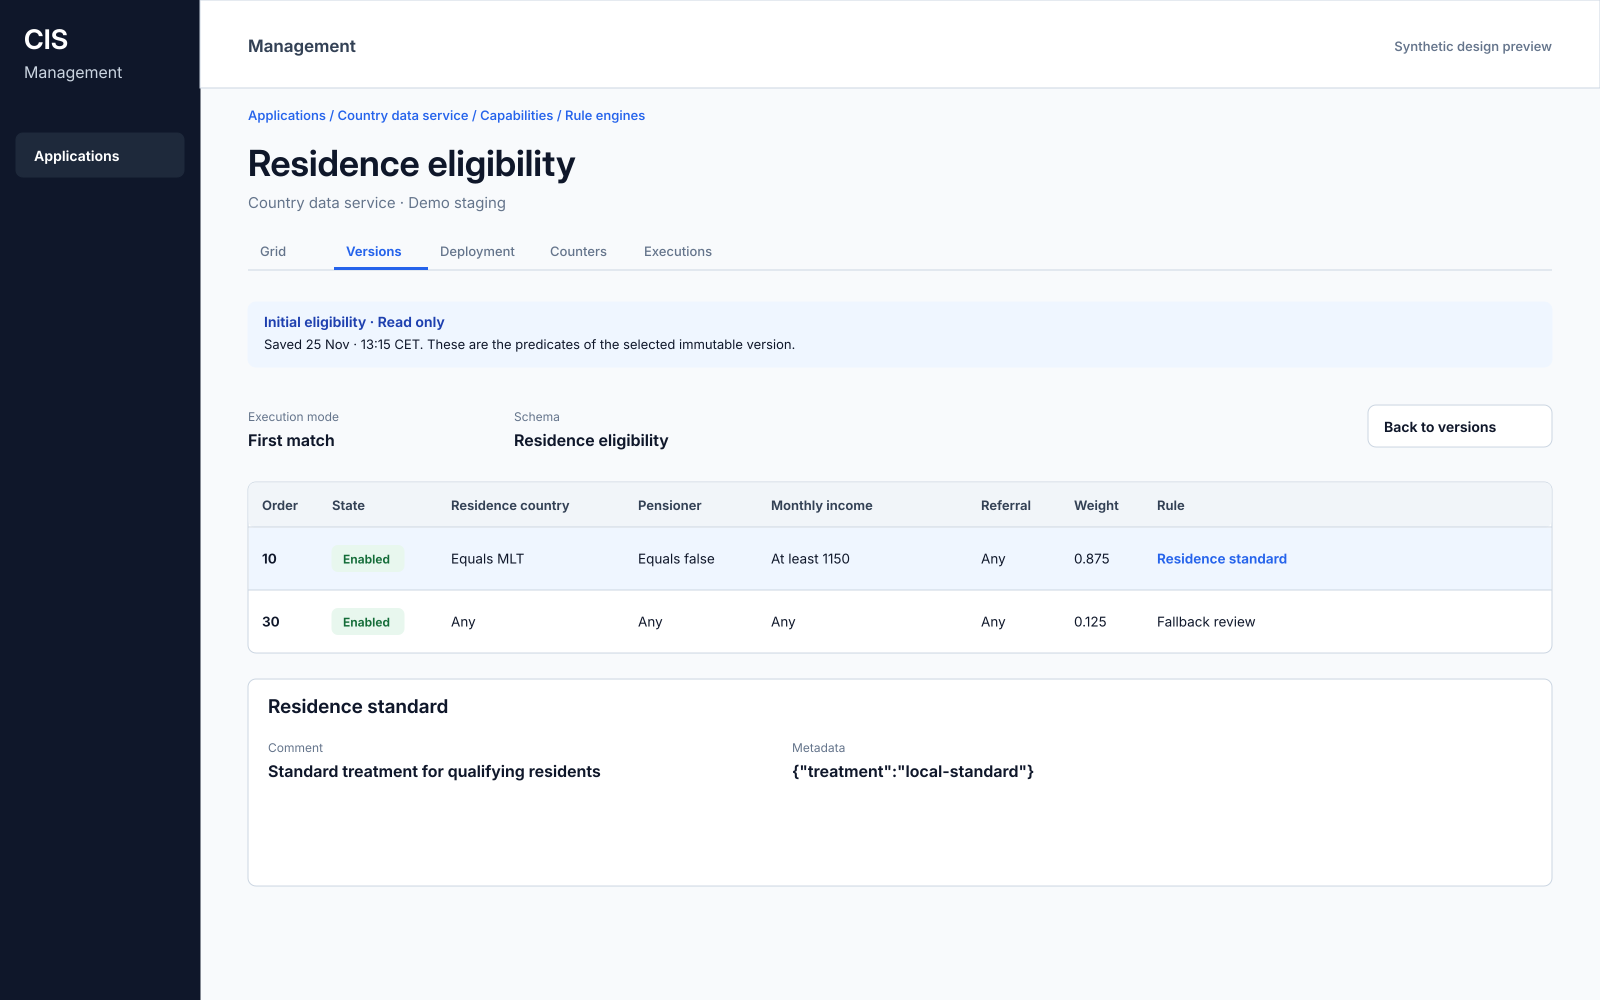 CIS
Management
Applications
Management
Synthetic design preview
Applications / Country data service / Capabilities / Rule engines
Residence eligibility
Country data service · Demo staging
Grid Versions Deployment Counters Executions
Initial eligibility · Read only
Saved 25 Nov · 13:15 CET. These are the predicates of the selected immutable version.
Execution mode Schema
First match Residence eligibility
Back to versions
Order State Residence country Pensioner Monthly income Referral Weight Rule
10 Enabled Equals MLT Equals false At least 1150 Any 0.875 Residence standard
30 Enabled Any Any Any Any 0.125 Fallback review
Residence standard
Comment Metadata
Standard treatment for qualifying residents {"treatment":"local-standard"}